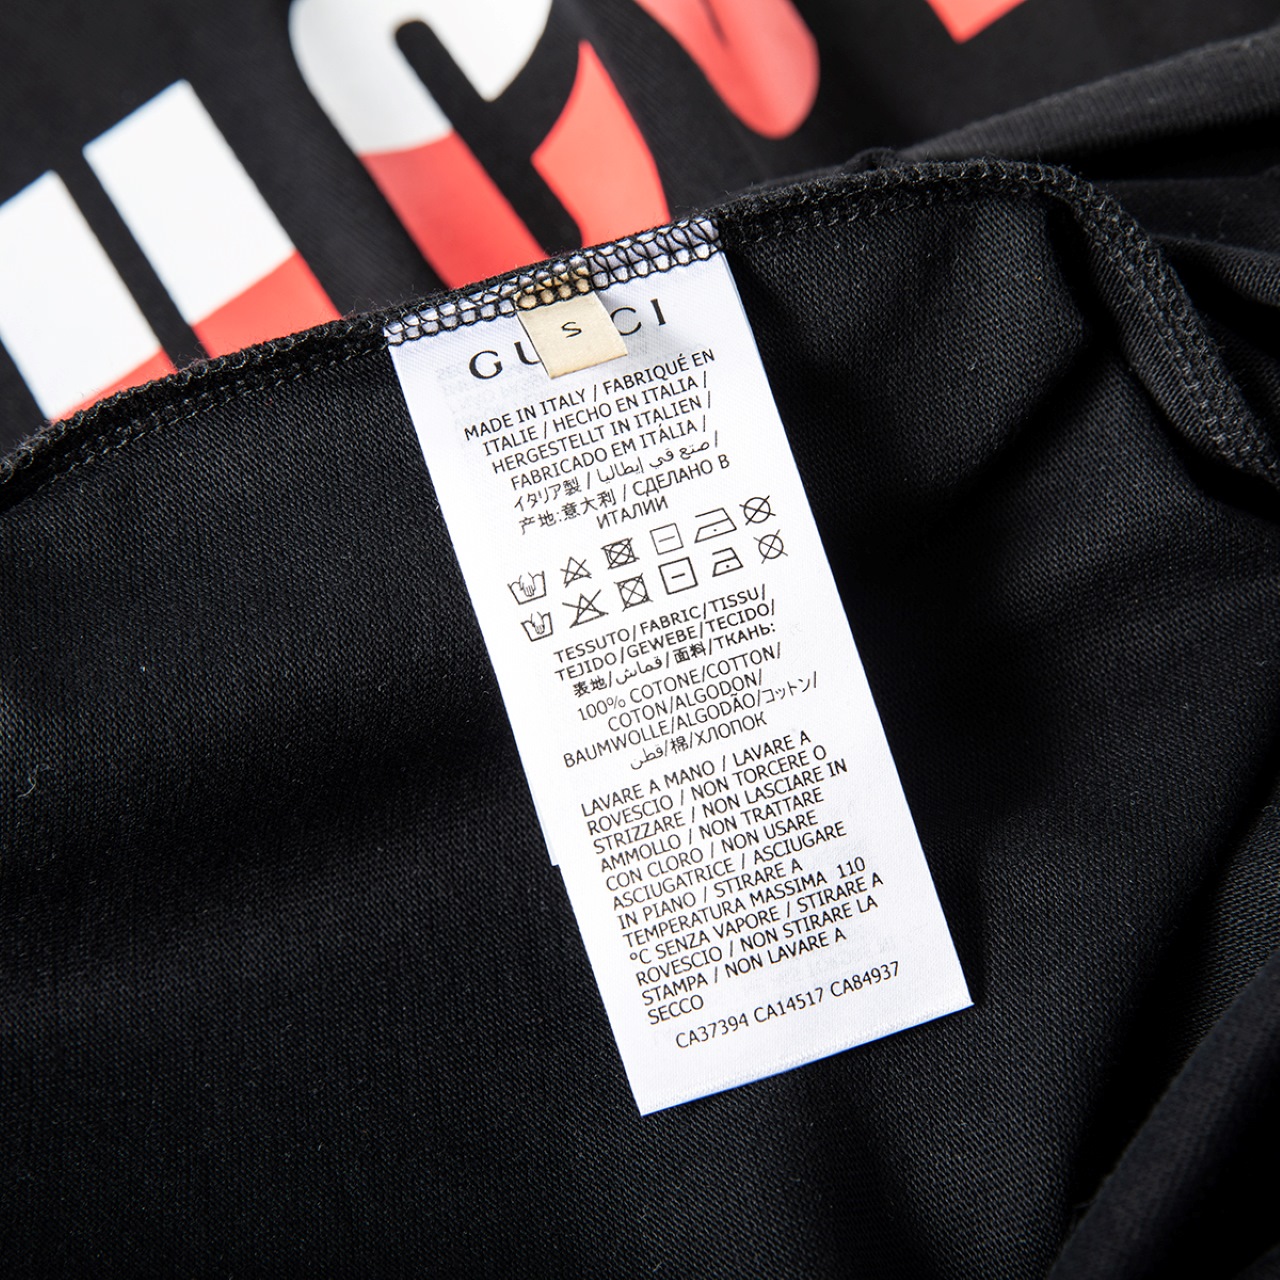 GUCCI
S
MADE IN ITALY / FABRIQUÉ EN
ITALIE / HECHO EN ITALIA /
HERGESTELLT IN ITALIEN /
FABRICADO EM ITÁLIA /
صنع في إيطاليا /
イタリア製 / СДЕЛАНО В
产地:意大利 /
ИТАЛИИ
TESSUTO/FABRIC/TISSU/
TEJIDO/GEWEBE/TECIDO/
表地/قماش/面料/ТКАНЬ:
100% COTONE/COTTON/
COTON/ALGODON/
BAUMWOLLE/ALGODÃO/コットン/
قطن/棉/ХЛОПОК
LAVARE A MANO / LAVARE A
ROVESCIO / NON TORCERE O
STRIZZARE / NON LASCIARE IN
AMMOLLO / NON TRATTARE
CON CLORO / NON USARE
ASCIUGATRICE / ASCIUGARE
IN PIANO / STIRARE A
TEMPERATURA MASSIMA 110
°C SENZA VAPORE / STIRARE A
ROVESCIO / NON STIRARE LA
STAMPA / NON LAVARE A
SECCO
CA37394 CA14517 CA84937